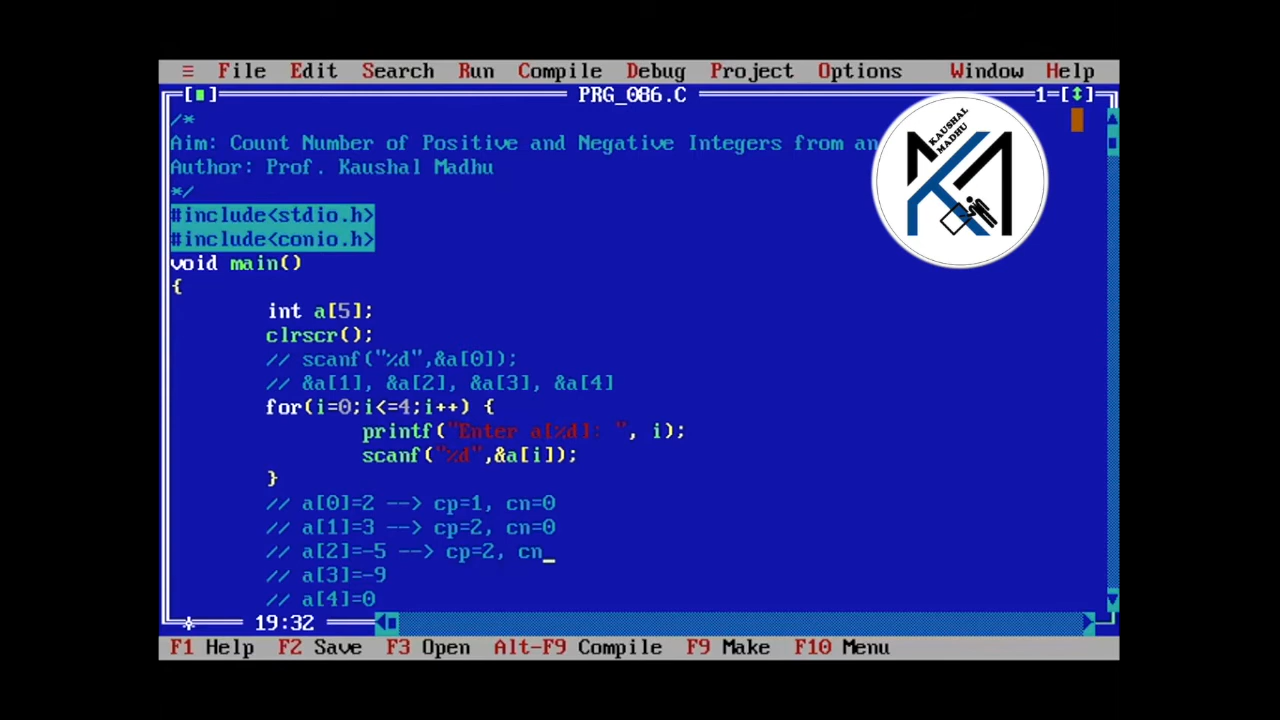 ≡ File Edit Search Run Compile Debug Project Options Window Help
[■] PRG_086.C 1=[↕]
/*
Aim: Count Number of Positive and Negative Integers from an
Author: Prof. Kaushal Madhu
*/
#include<stdio.h>
#include<conio.h>
void main()
{
int a[5];
clrscr();
// scanf("%d",&a[0]);
// &a[1], &a[2], &a[3], &a[4]
for(i=0;i<=4;i++) {
printf("Enter a[%d]: ", i);
scanf("%d",&a[i]);
}
// a[0]=2 --> cp=1, cn=0
// a[1]=3 --> cp=2, cn=0
// a[2]=-5 --> cp=2, cn_
// a[3]=-9
// a[4]=0
* 19:32
F1 Help F2 Save F3 Open Alt-F9 Compile F9 Make F10 Menu
KAUSHAL
MADHU